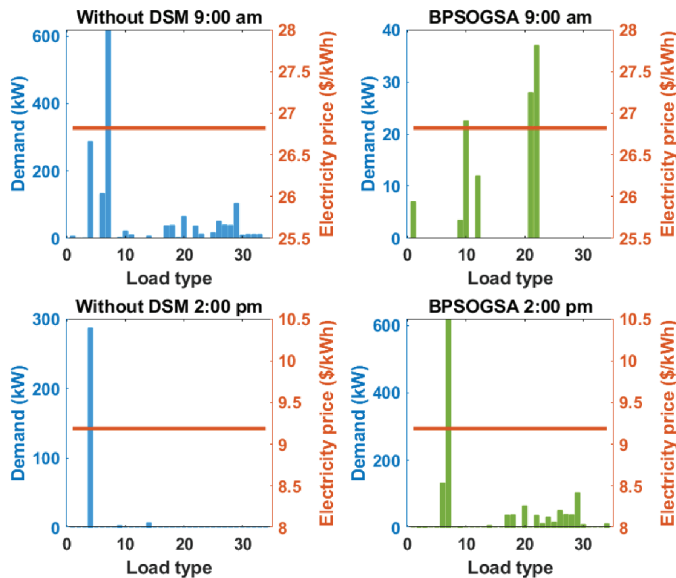 Without DSM 9:00 am
600
400
200
0
Demand (kW)
28
27.5
27
26.5
26
25.5
Electricity price ($/kWh)
0 10 20 30
Load type
BPSOGSA 9:00 am
40
30
20
10
0
Demand (kW)
28
27.5
27
26.5
26
25.5
Electricity price ($/kWh)
0 10 20 30
Load type
Without DSM 2:00 pm
300
200
100
0
Demand (kW)
10.5
10
9.5
9
8.5
8
Electricity price ($/kWh)
0 10 20 30
Load type
BPSOGSA 2:00 pm
600
400
200
0
Demand (kW)
10.5
10
9.5
9
8.5
8
Electricity price ($/kWh)
0 10 20 30
Load type